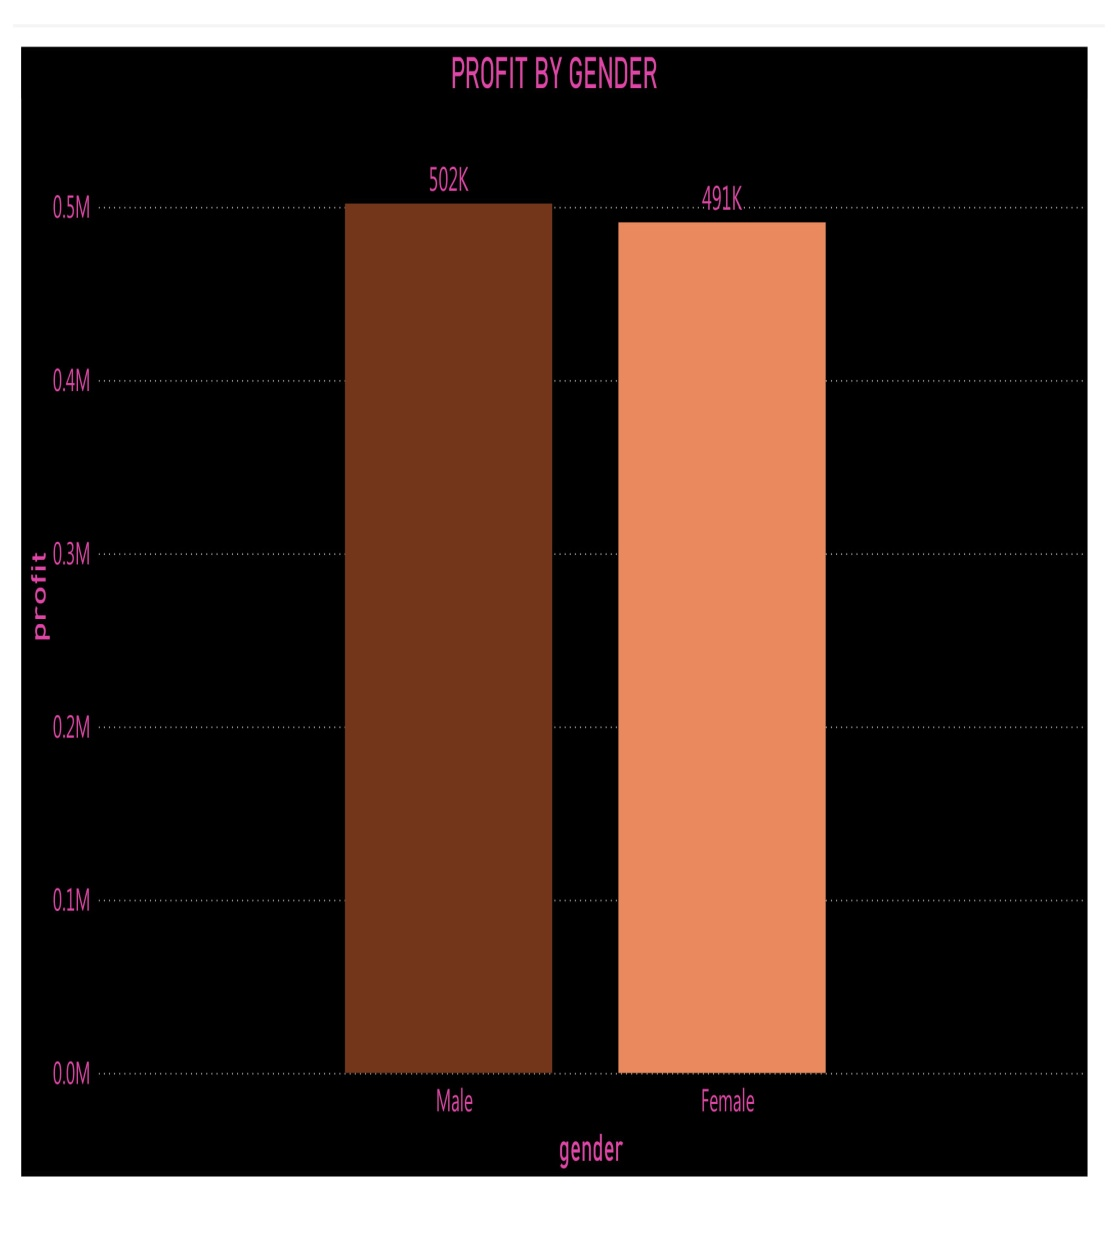 PROFIT BY GENDER
502K
491K
0.5M
0.4M
0.3M
0.2M
0.1M
0.0M
profit
Male
Female
gender